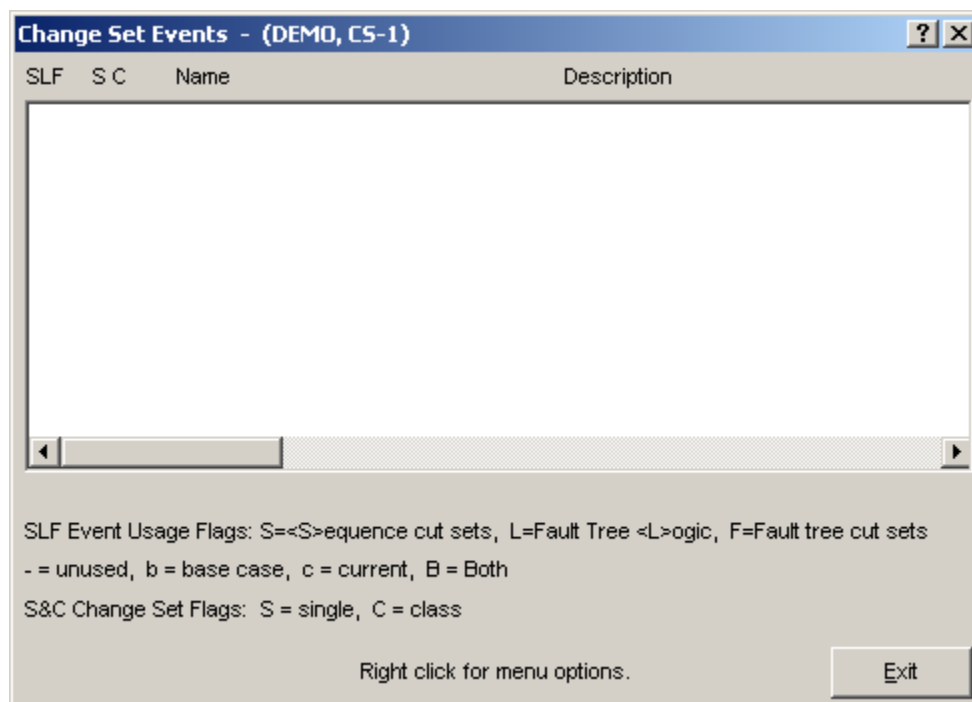 Change Set Events - (DEMO, CS-1)
SLF S C Name Description
SLF Event Usage Flags: S=<S>equence cut sets, L=Fault Tree <L>ogic, F=Fault tree cut sets
- = unused, b = base case, c = current, B = Both
S&C Change Set Flags: S = single, C = class
Right click for menu options.
Exit